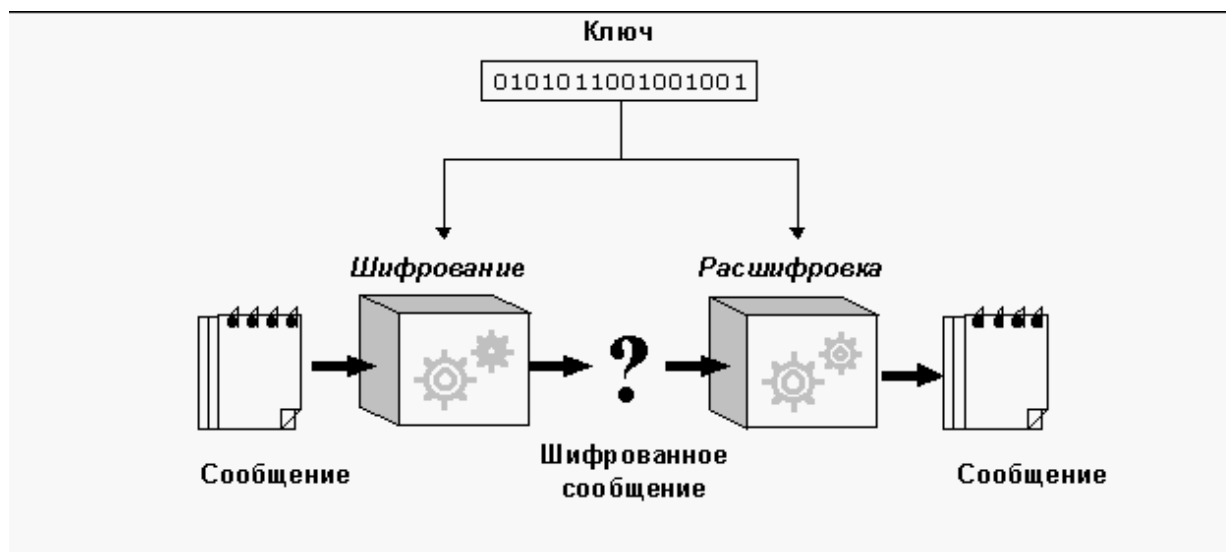 Ключ
0101011001001001
Шифрование
Расшифровка
?
Сообщение
Шифрованное
сообщение
Сообщение